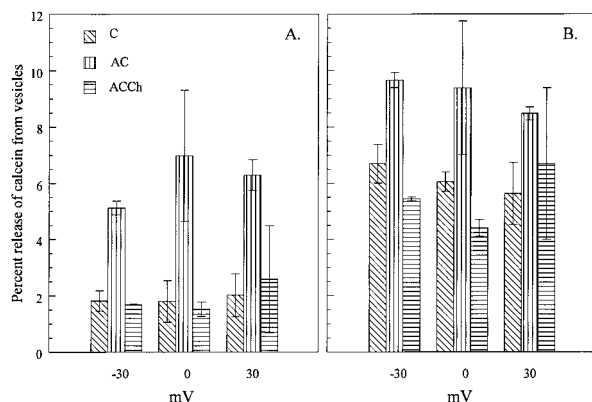 Percent release of calcein from vesicles
12
10
8
6
4
2
0
A.
C
AC
ACCh
-30
0
30
mV
B.
-30
0
30
mV